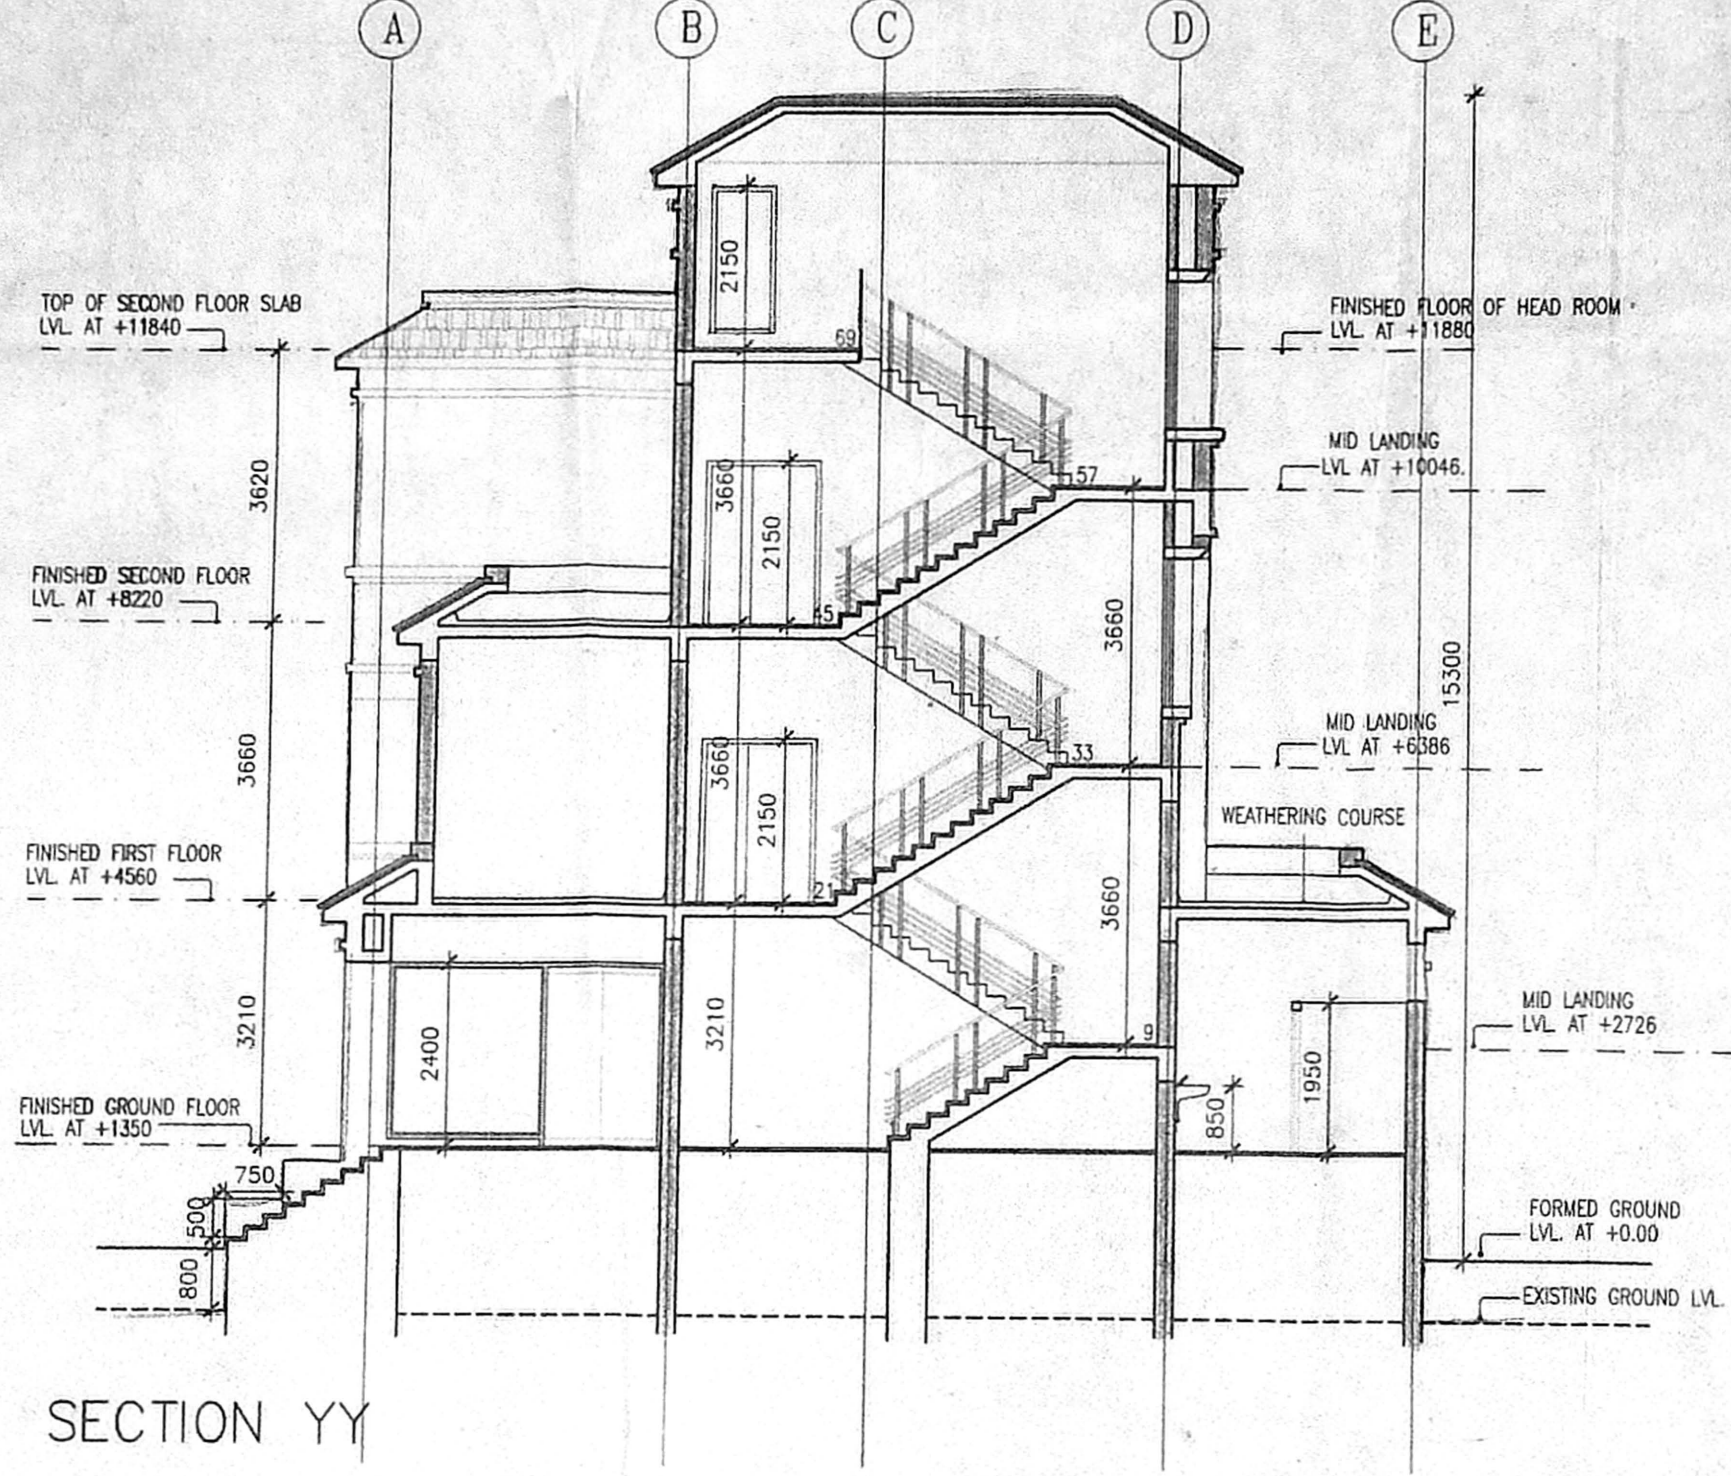 A B C D E
2150
TOP OF SECOND FLOOR SLAB
LVL. AT +11840
69
FINISHED FLOOR OF HEAD ROOM
LVL. AT +11880
MID LANDING
LVL AT +10046.
3620
3660
2150
57
FINISHED SECOND FLOOR
LVL. AT +8220
45
3660
15300
MID LANDING
LVL AT +6386
33
3660
3660
2150
WEATHERING COURSE
FINISHED FIRST FLOOR
LVL. AT +4560
21
3660
MID LANDING
LVL. AT +2726
9
3210
2400
3210
1950
850
FINISHED GROUND FLOOR
LVL. AT +1350
750
500
800
FORMED GROUND
LVL. AT +0.00
EXISTING GROUND LVL.
SECTION YY